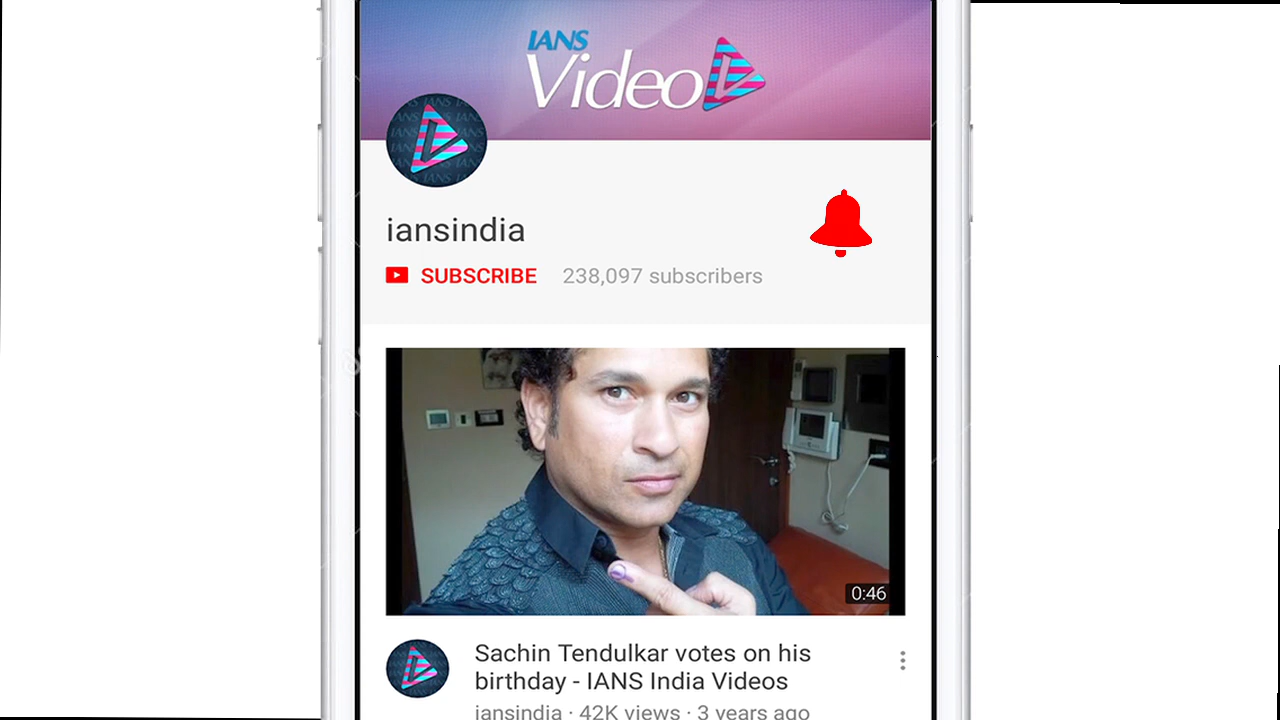 IANS
Video
iansindia
SUBSCRIBE 238,097 subscribers
0:46
Sachin Tendulkar votes on his
birthday - IANS India Videos
iansindia · 42K views · 3 years ago